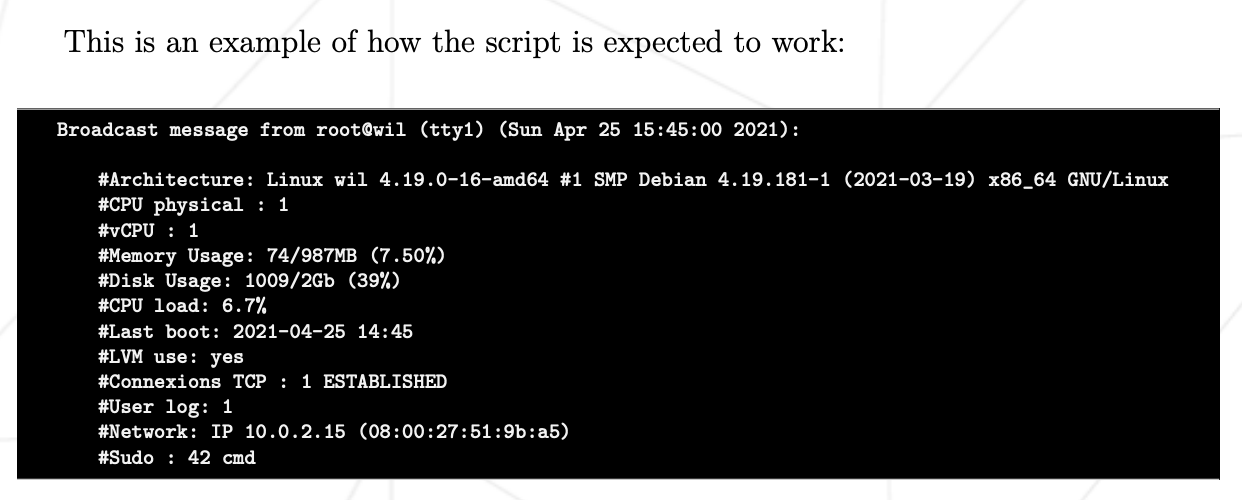 This is an example of how the script is expected to work:
Broadcast message from root@wil (tty1) (Sun Apr 25 15:45:00 2021):
#Architecture: Linux wil 4.19.0-16-amd64 #1 SMP Debian 4.19.181-1 (2021-03-19) x86_64 GNU/Linux
#CPU physical : 1
#vCPU : 1
#Memory Usage: 74/987MB (7.50%)
#Disk Usage: 1009/2Gb (39%)
#CPU load: 6.7%
#Last boot: 2021-04-25 14:45
#LVM use: yes
#Connexions TCP : 1 ESTABLISHED
#User log: 1
#Network: IP 10.0.2.15 (08:00:27:51:9b:a5)
#Sudo : 42 cmd